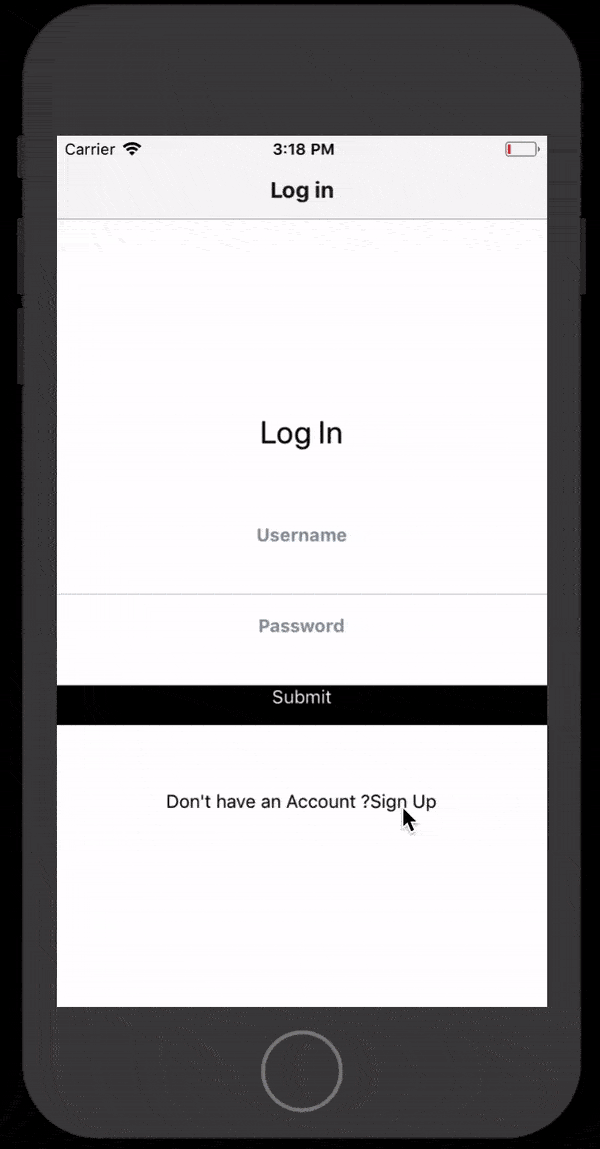 Carrier 3:18 PM
Log in
Log In
Username
Password
Submit
Don't have an Account ?Sign Up